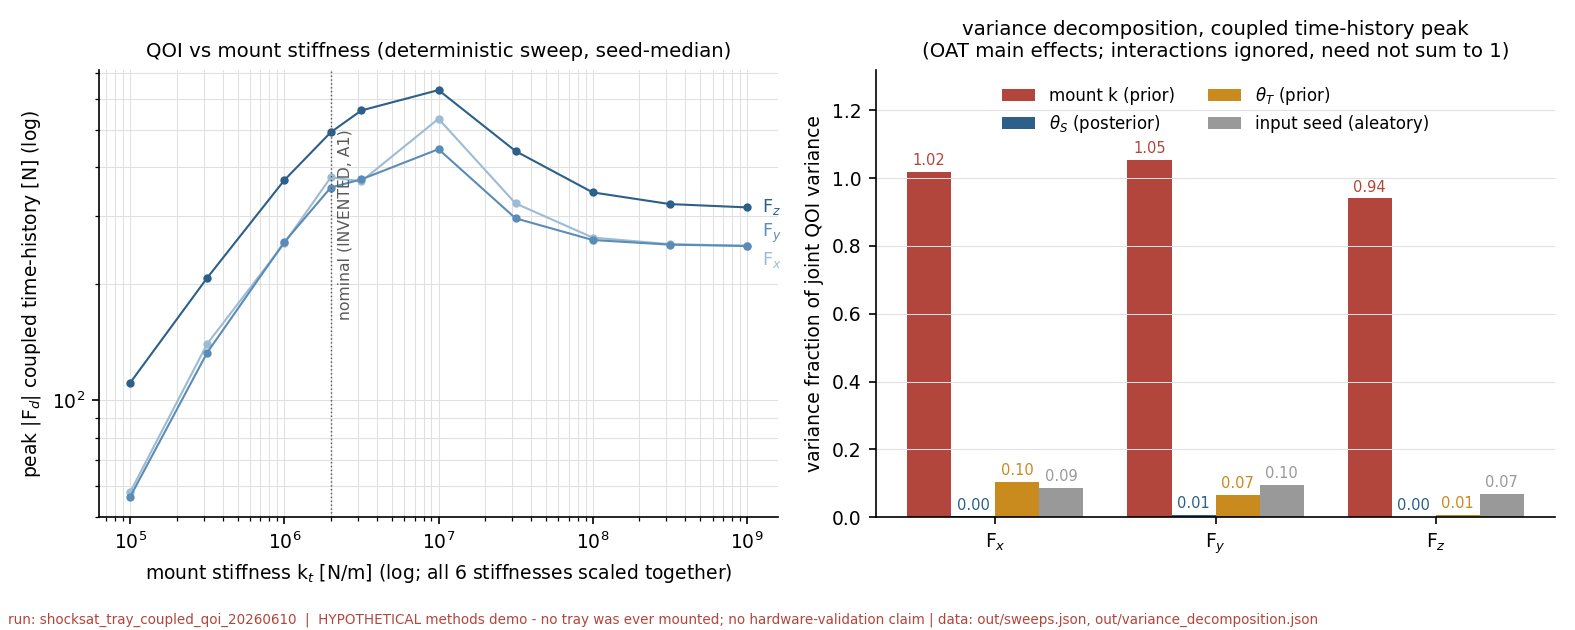 QOI vs mount stiffness (deterministic sweep, seed-median)
peak |F_d| coupled time-history [N] (log)
10^2
nominal (INVENTED, A1)
F_z
F_y
F_x
10^5 10^6 10^7 10^8 10^9
mount stiffness k_t [N/m] (log; all 6 stiffnesses scaled together)
variance decomposition, coupled time-history peak
(OAT main effects; interactions ignored, need not sum to 1)
variance fraction of joint QOI variance
1.2
1.0
0.8
0.6
0.4
0.2
0.0
mount k (prior)
θ_S (posterior)
θ_T (prior)
input seed (aleatory)
1.02
0.00
0.10
0.09
1.05
0.01
0.07
0.10
0.94
0.00
0.01
0.07
F_x F_y F_z
run: shocksat_tray_coupled_qoi_20260610 | HYPOTHETICAL methods demo - no tray was ever mounted; no hardware-validation claim | data: out/sweeps.json, out/variance_decomposition.json